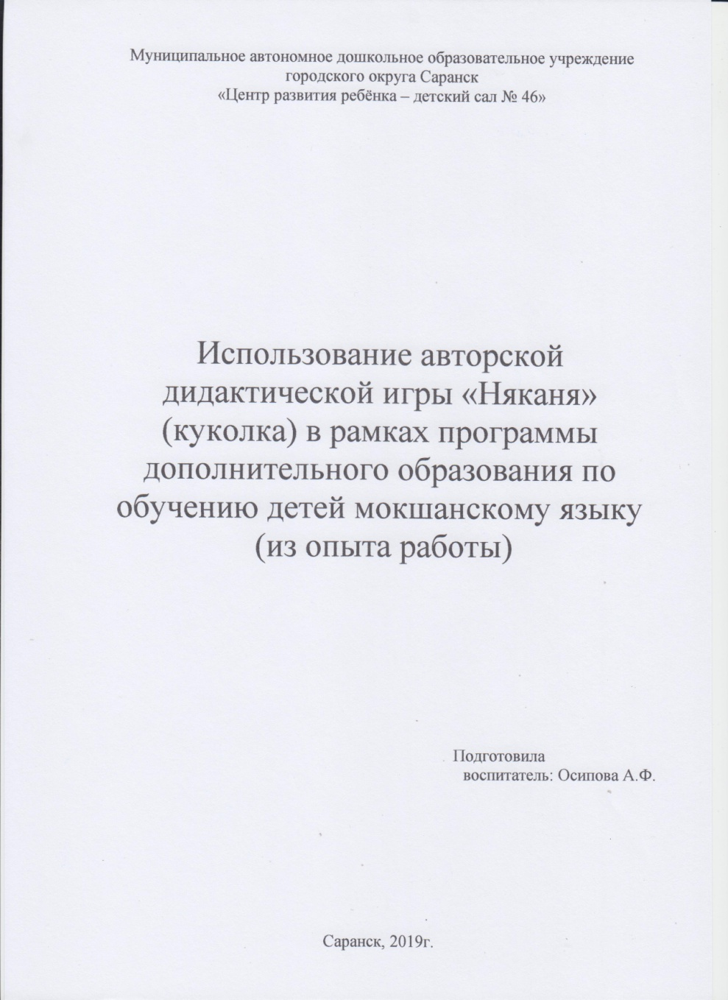 Муниципальное автономное дошкольное образовательное учреждение
городского округа Саранск
«Центр развития ребёнка – детский сал № 46»
Использование авторской
дидактической игры «Няканя»
(куколка) в рамках программы
дополнительного образования по
обучению детей мокшанскому языку
(из опыта работы)
Подготовила
воспитатель: Осипова А.Ф.
Саранск, 2019г.